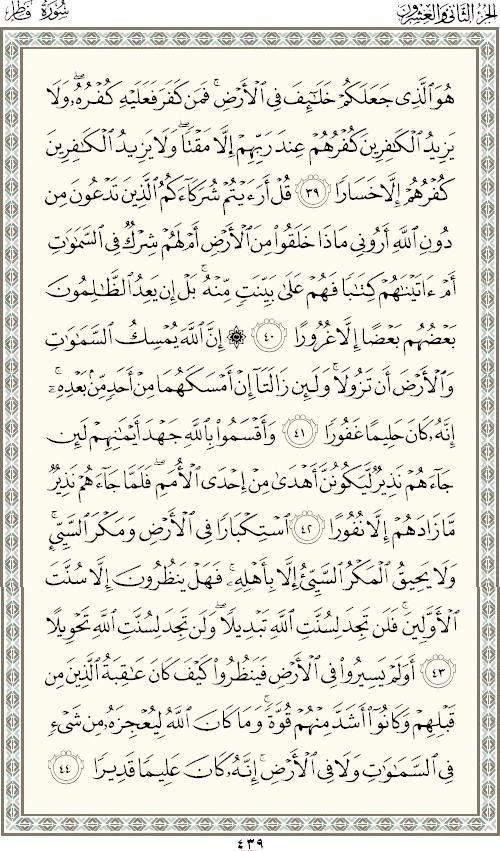 الجزء الثاني والعشرون سورة فاطر
هُوَ ٱلَّذِى جَعَلَكُمْ خَلَٰٓئِفَ فِى ٱلْأَرْضِ ۚ فَمَن كَفَرَ فَعَلَيْهِ كُفْرُهُۥ ۖ وَلَا
يَزِيدُ ٱلْكَٰفِرِينَ كُفْرُهُمْ عِندَ رَبِّهِمْ إِلَّا مَقْتًا ۖ وَلَا يَزِيدُ ٱلْكَٰفِرِينَ
كُفْرُهُمْ إِلَّا خَسَارًا ٣٩ قُلْ أَرَءَيْتُمْ شُرَكَآءَكُمُ ٱلَّذِينَ تَدْعُونَ مِن
دُونِ ٱللَّهِ أَرُونِى مَاذَا خَلَقُوا۟ مِنَ ٱلْأَرْضِ أَمْ لَهُمْ شِرْكٌ فِى ٱلسَّمَٰوَٰتِ
أَمْ ءَاتَيْنَٰهُمْ كِتَٰبًا فَهُمْ عَلَىٰ بَيِّنَتٍ مِّنْهُ ۚ بَلْ إِن يَعِدُ ٱلظَّٰلِمُونَ
بَعْضُهُم بَعْضًا إِلَّا غُرُورًا ٤٠ ۞ إِنَّ ٱللَّهَ يُمْسِكُ ٱلسَّمَٰوَٰتِ
وَٱلْأَرْضَ أَن تَزُولَا ۚ وَلَئِن زَالَتَآ إِنْ أَمْسَكَهُمَا مِنْ أَحَدٍ مِّنۢ بَعْدِهِۦٓ ۚ
إِنَّهُۥ كَانَ حَلِيمًا غَفُورًا ٤١ وَأَقْسَمُوا۟ بِٱللَّهِ جَهْدَ أَيْمَٰنِهِمْ لَئِن
جَآءَهُمْ نَذِيرٌ لَّيَكُونُنَّ أَهْدَىٰ مِنْ إِحْدَى ٱلْأُمَمِ ۖ فَلَمَّا جَآءَهُمْ نَذِيرٌ
مَّا زَادَهُمْ إِلَّا نُفُورًا ٤٢ ٱسْتِكْبَارًا فِى ٱلْأَرْضِ وَمَكْرَ ٱلسَّيِّئِ ۚ
وَلَا يَحِيقُ ٱلْمَكْرُ ٱلسَّيِّئُ إِلَّا بِأَهْلِهِۦ ۚ فَهَلْ يَنظُرُونَ إِلَّا سُنَّتَ
ٱلْأَوَّلِينَ ۚ فَلَن تَجِدَ لِسُنَّتِ ٱللَّهِ تَبْدِيلًا ۖ وَلَن تَجِدَ لِسُنَّتِ ٱللَّهِ تَحْوِيلًا
٤٣ أَوَلَمْ يَسِيرُوا۟ فِى ٱلْأَرْضِ فَيَنظُرُوا۟ كَيْفَ كَانَ عَٰقِبَةُ ٱلَّذِينَ مِن
قَبْلِهِمْ وَكَانُوٓا۟ أَشَدَّ مِنْهُمْ قُوَّةً ۚ وَمَا كَانَ ٱللَّهُ لِيُعْجِزَهُۥ مِن شَىْءٍ
فِى ٱلسَّمَٰوَٰتِ وَلَا فِى ٱلْأَرْضِ ۚ إِنَّهُۥ كَانَ عَلِيمًا قَدِيرًا ٤٤
٤٣٩